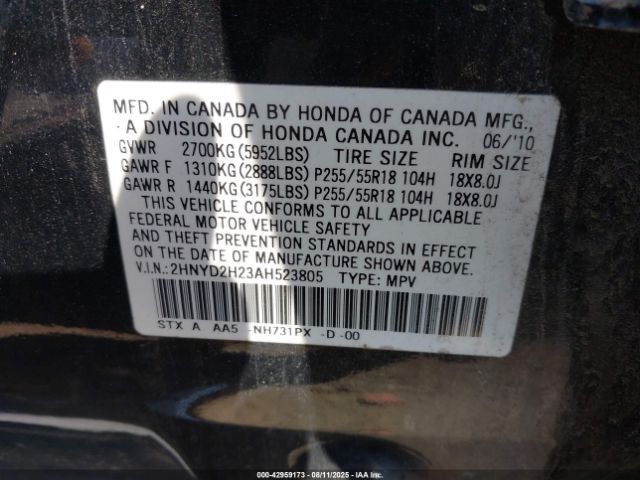 MFD. IN CANADA BY HONDA OF CANADA MFG.,
·A DIVISION OF HONDA CANADA INC. 06/'10
GVWR 2700KG(5952LBS) TIRE SIZE RIM SIZE
GAWR F 1310KG(2888LBS) P255/55R18 104H 18X8.0J
GAWR R 1440KG(3175LBS) P255/55R18 104H 18X8.0J
THIS VEHICLE CONFORMS TO ALL APPLICABLE
FEDERAL MOTOR VEHICLE SAFETY
AND THEFT PREVENTION STANDARDS IN EFFECT
ON THE DATE OF MANUFACTURE SHOWN ABOVE.
V.I.N.:2HNYD2H23AH523805 TYPE: MPV
STX A AA5 -NH731PX -D-00
000-42959173 - 08/11/2025 - IAA Inc.